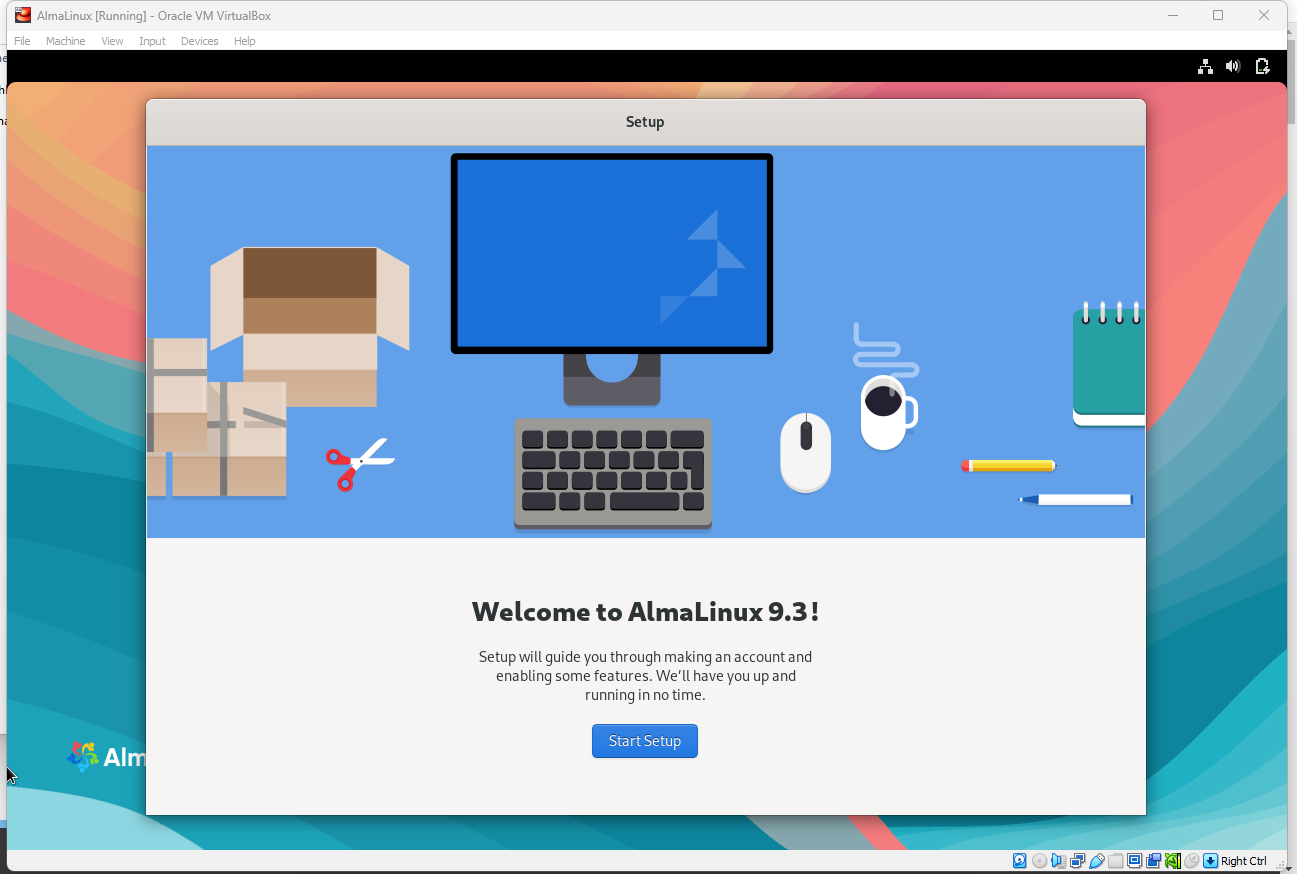 AlmaLinux [Running] - Oracle VM VirtualBox
File Machine View Input Devices Help
Setup
Welcome to AlmaLinux 9.3!
Setup will guide you through making an account and
enabling some features. We’ll have you up and
running in no time.
Start Setup
Alm
Right Ctrl